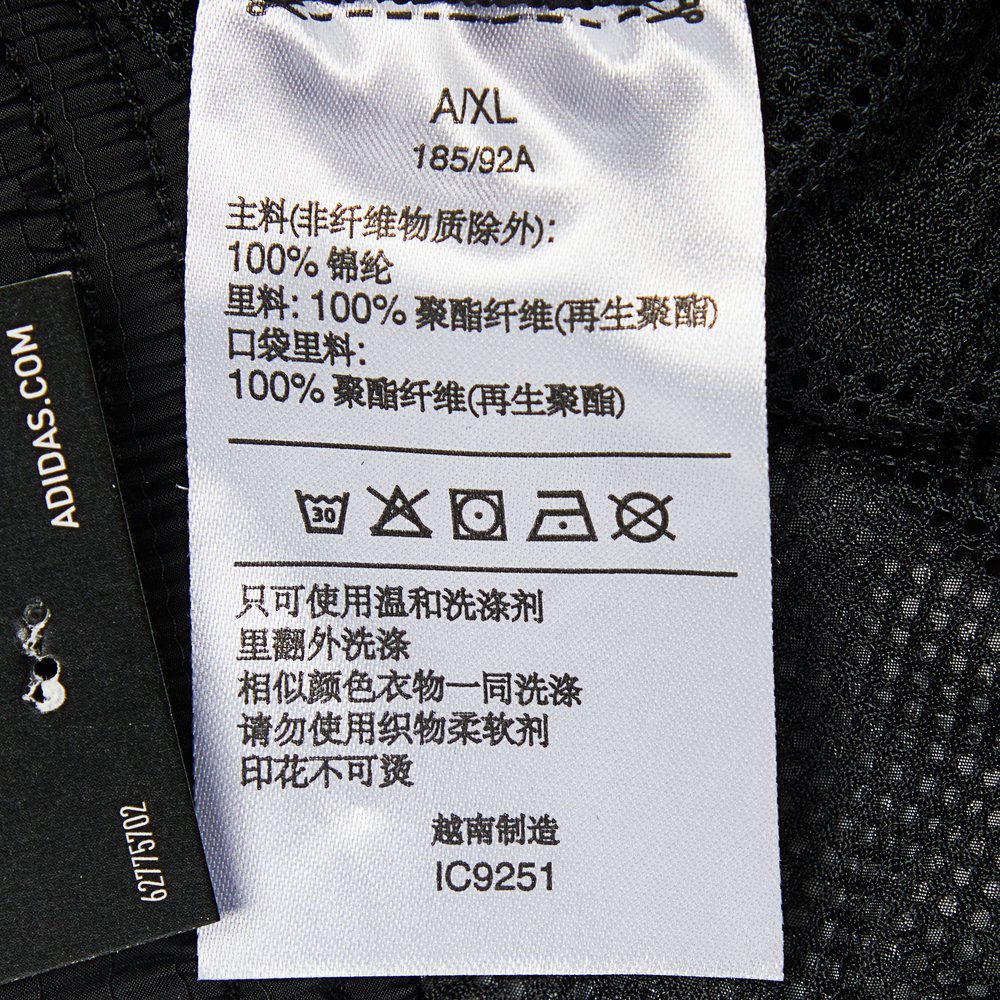 A/XL
185/92A
主料(非纤维物质除外):
100% 锦纶
里料: 100% 聚酯纤维(再生聚酯)
口袋里料:
100% 聚酯纤维(再生聚酯)
30
只可使用温和洗涤剂
里翻外洗涤
相似颜色衣物一同洗涤
请勿使用织物柔软剂
印花不可烫
越南制造
IC9251
ADIDAS.COM
62775702